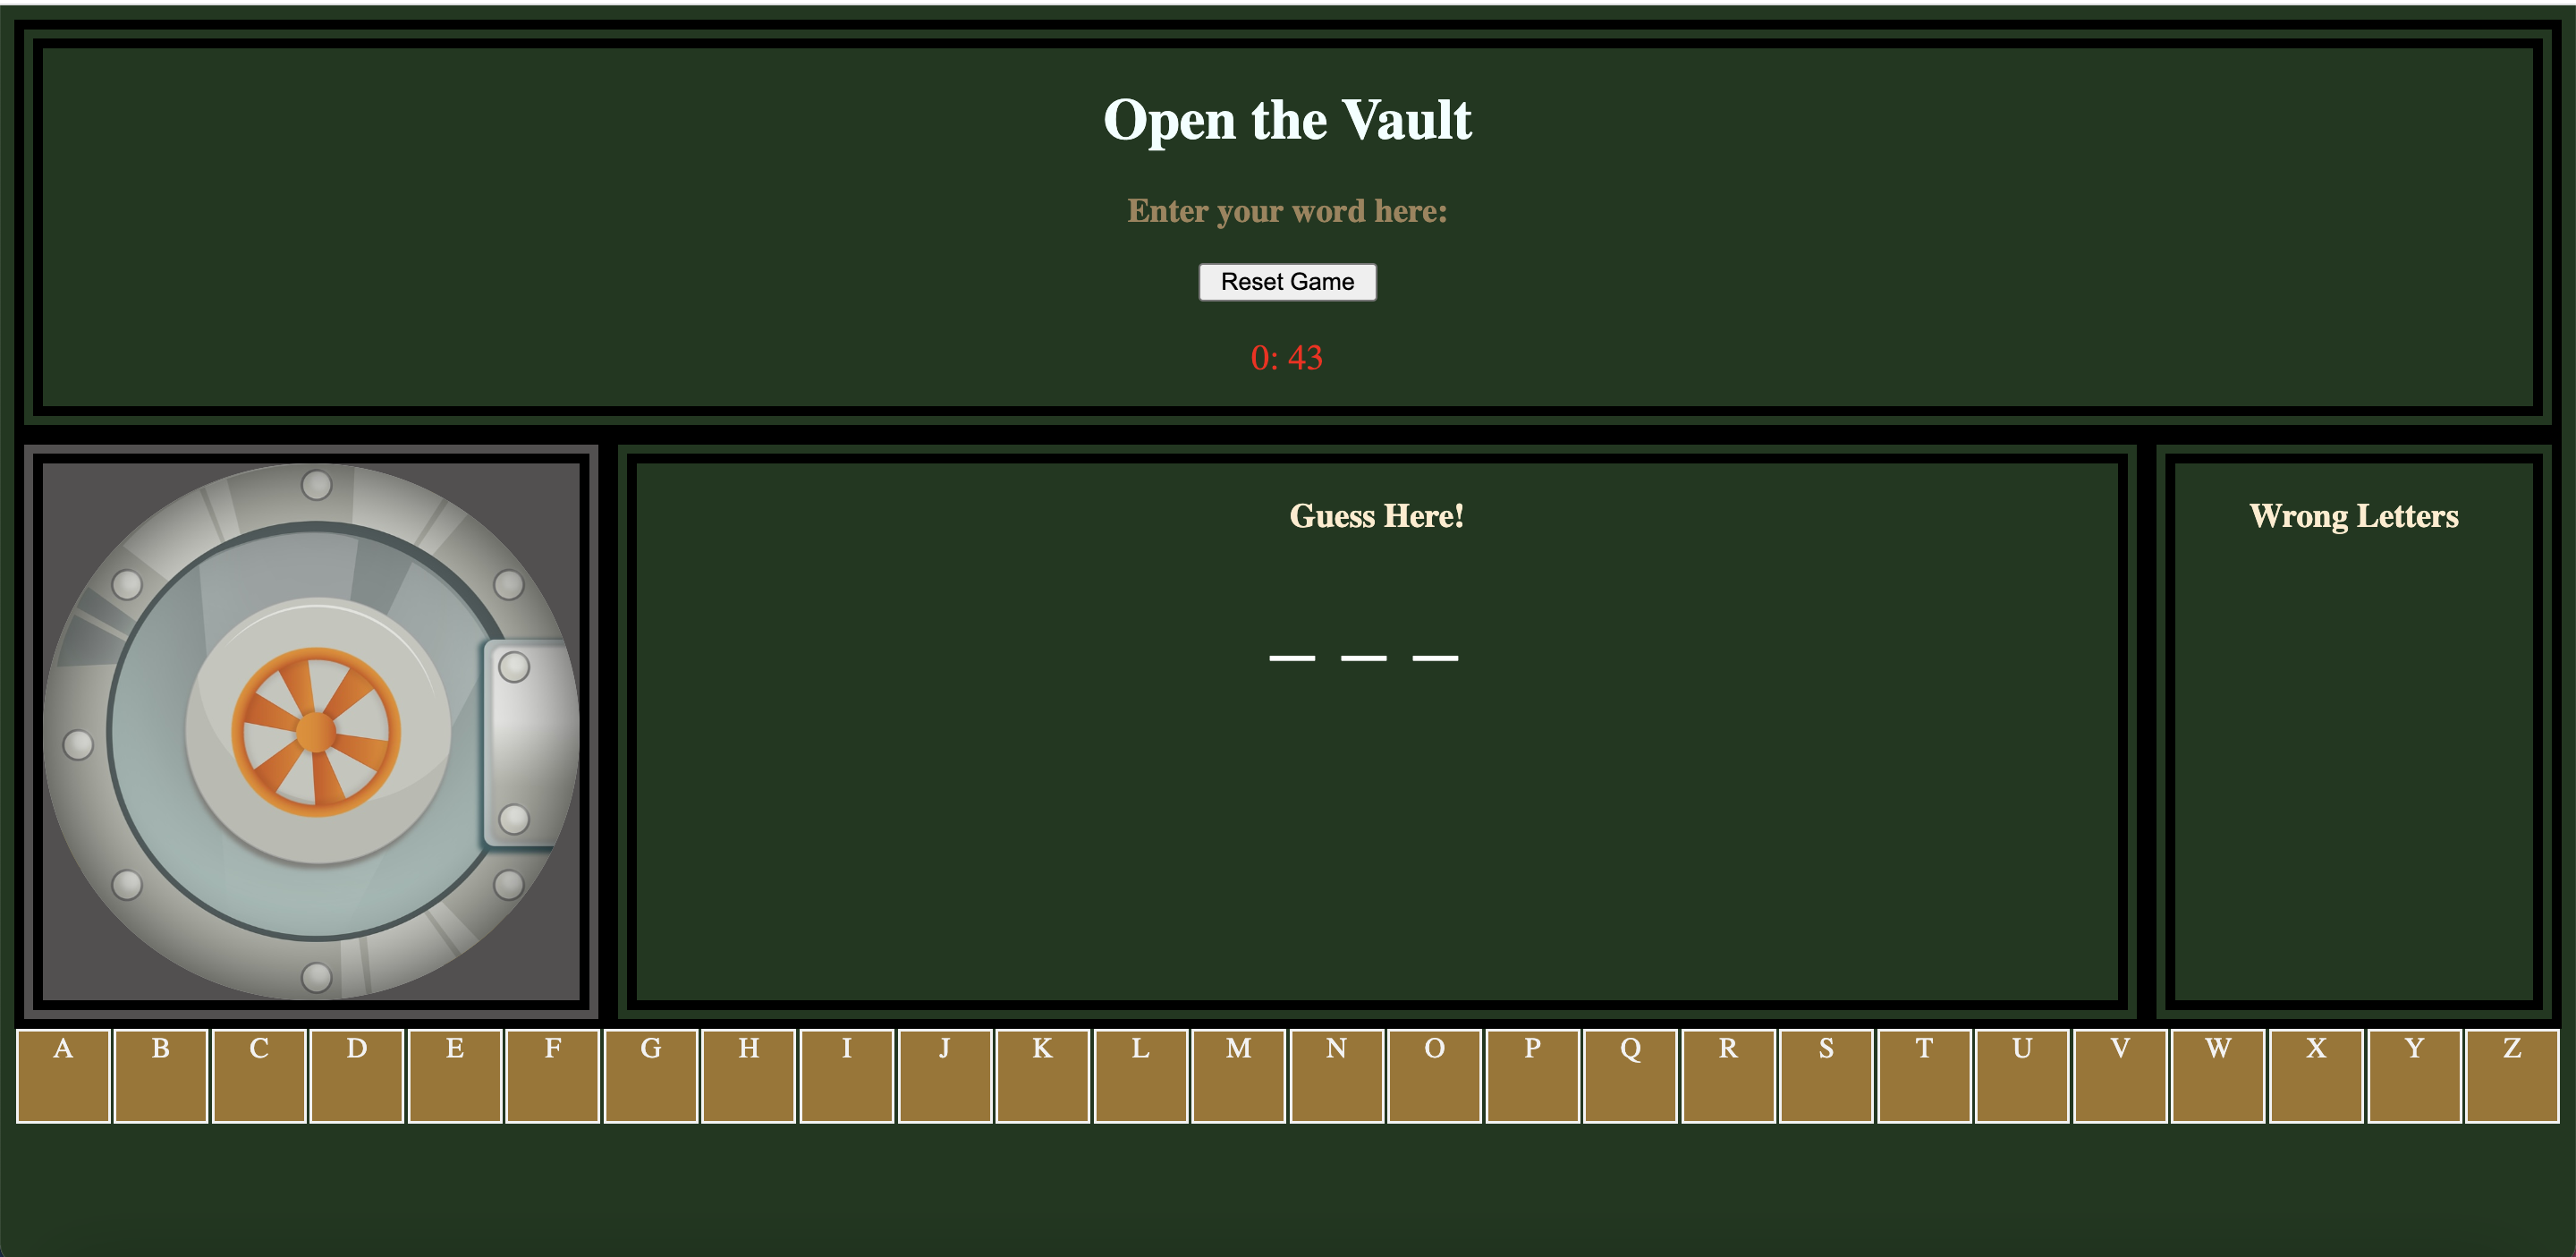 Open the Vault
Enter your word here:
Reset Game
0: 43
Guess Here!
Wrong Letters
_ _ _
A B C D E F G H I J K L M N O P Q R S T U V W X Y Z